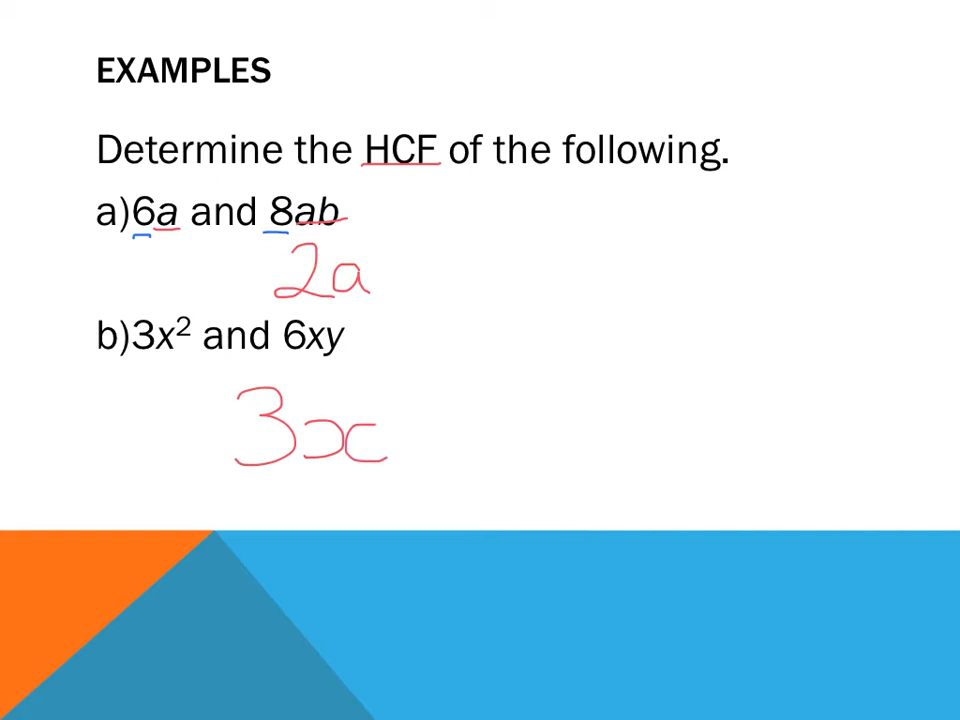 EXAMPLES
Determine the HCF of the following.
a)6a and 8ab
2a
b)3x² and 6xy
3x